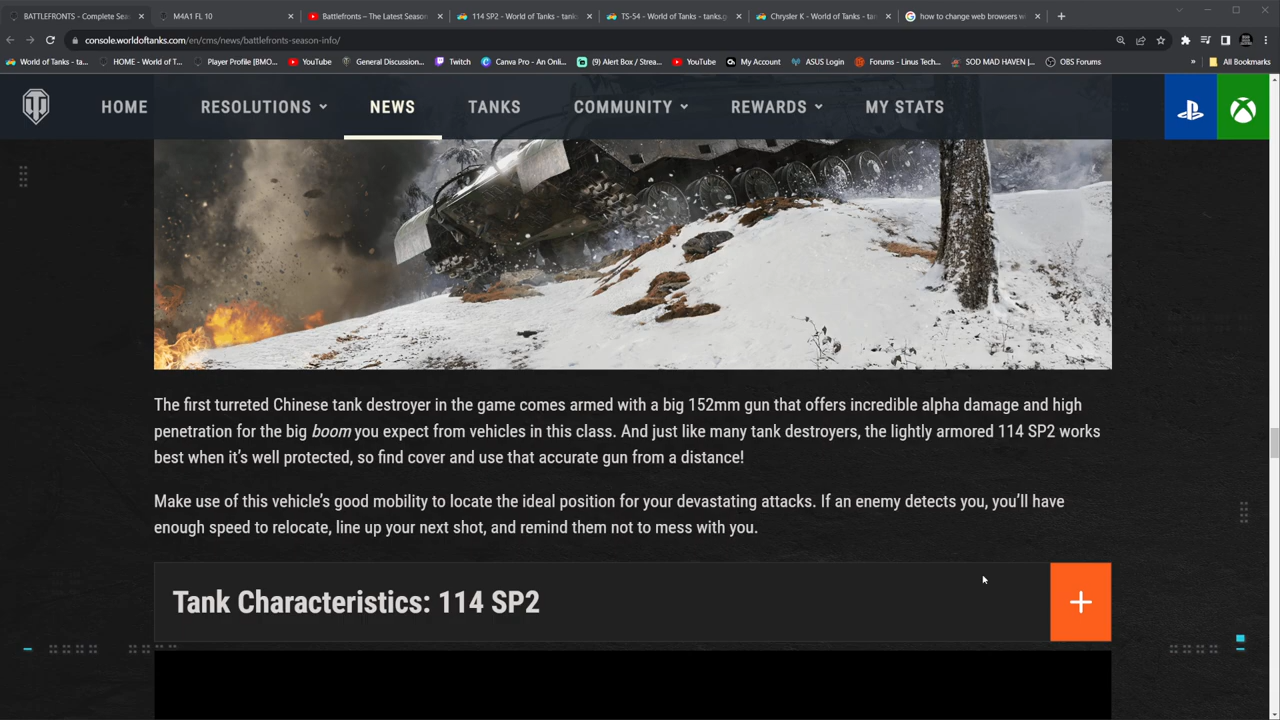 BATTLEFRONTS - Complete Sea
M4A1 FL 10
Battlefronts – The Latest Season
114 SP2 - World of Tanks - tank
TS-54 - World of Tanks - tanks.g
Chrysler K - World of Tanks - tan
how to change web browsers w
console.worldoftanks.com/en/cms/news/battlefronts-season-info/
World of Tanks - ta...
HOME - World of T...
Player Profile [BMO...
YouTube
General Discussion...
Twitch
Canva Pro - An Onli...
(9) Alert Box / Strea...
YouTube
My Account
ASUS Login
Forums - Linus Tech...
SOD MAD HAVEN |...
OBS Forums
»
All Bookmarks
HOME
RESOLUTIONS
NEWS
TANKS
COMMUNITY
REWARDS
MY STATS
The first turreted Chinese tank destroyer in the game comes armed with a big 152mm gun that offers incredible alpha damage and high
penetration for the big boom you expect from vehicles in this class. And just like many tank destroyers, the lightly armored 114 SP2 works
best when it's well protected, so find cover and use that accurate gun from a distance!
Make use of this vehicle's good mobility to locate the ideal position for your devastating attacks. If an enemy detects you, you'll have
enough speed to relocate, line up your next shot, and remind them not to mess with you.
Tank Characteristics: 114 SP2